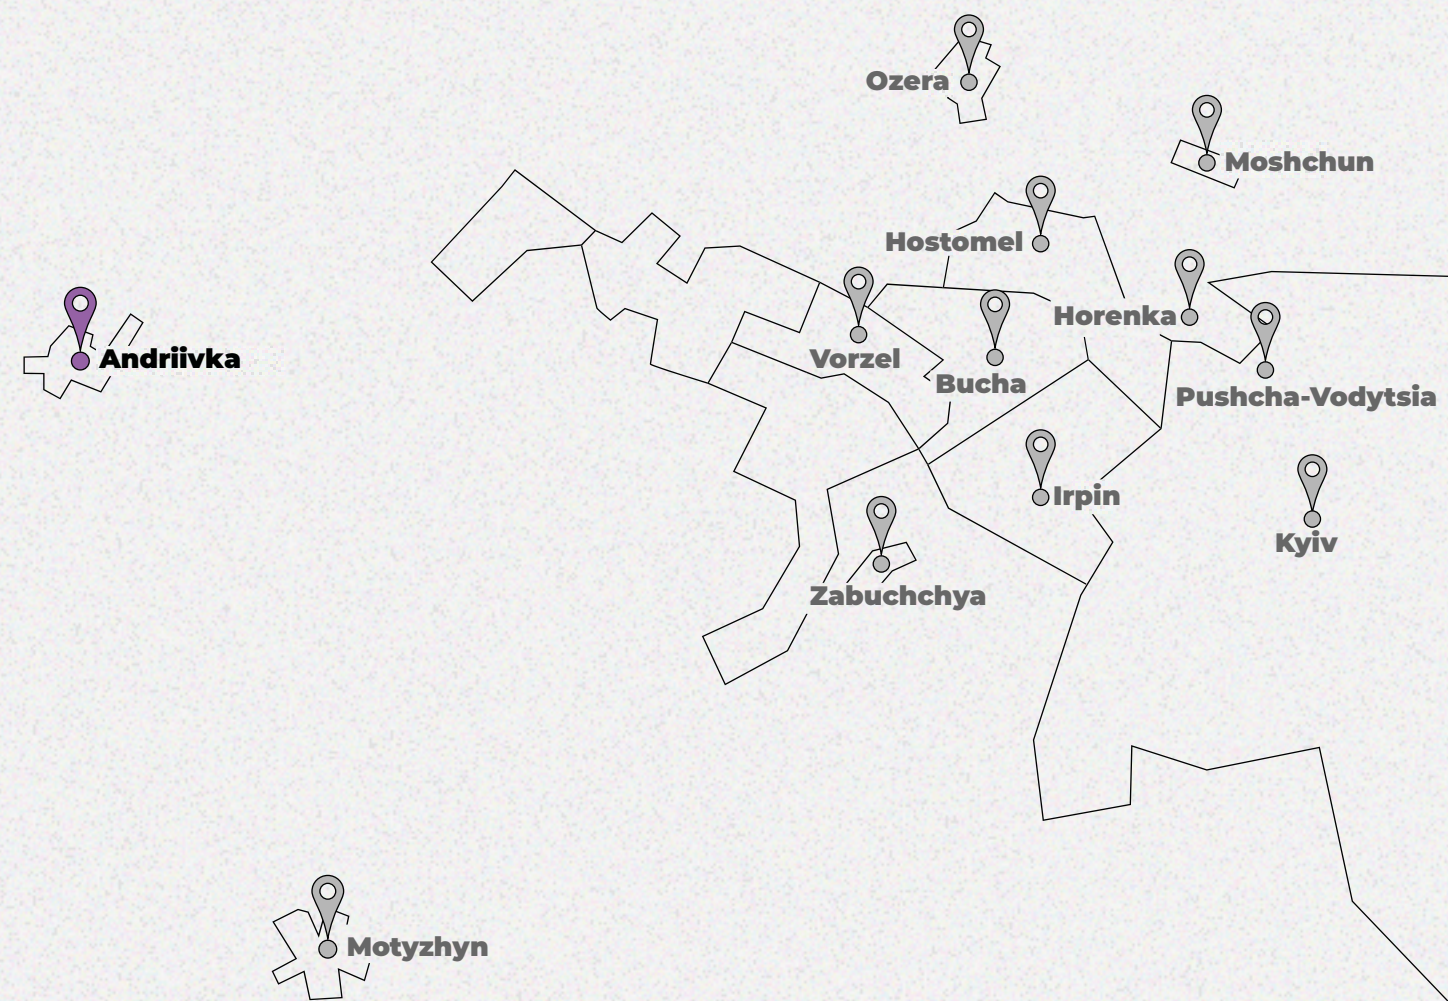 Ozera
Moshchun
Hostomel
Horenka
Andriivka
Vorzel
Bucha
Pushcha-Vodytsia
Irpin
Kyiv
Zabuchchya
Motyzhyn